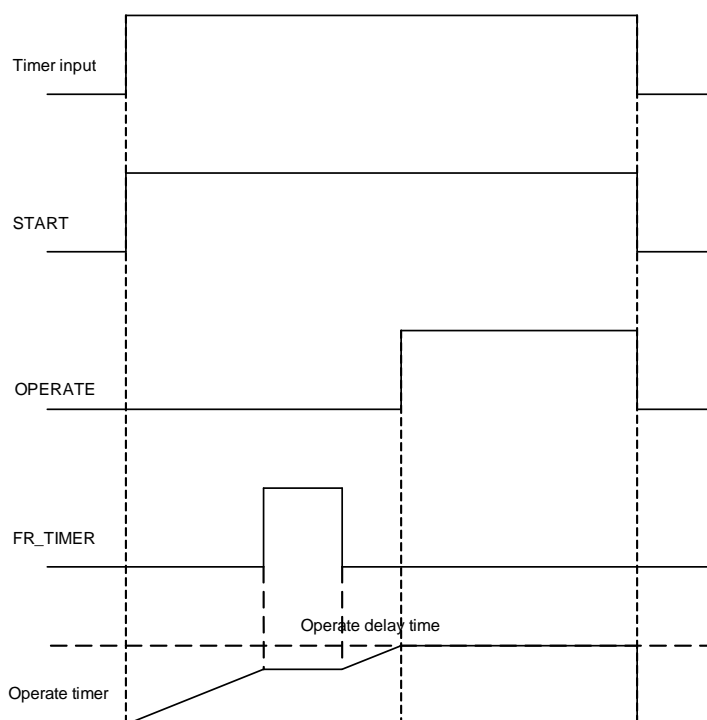 Timer input
START
OPERATE
FR_TIMER
Operate delay time
Operate timer